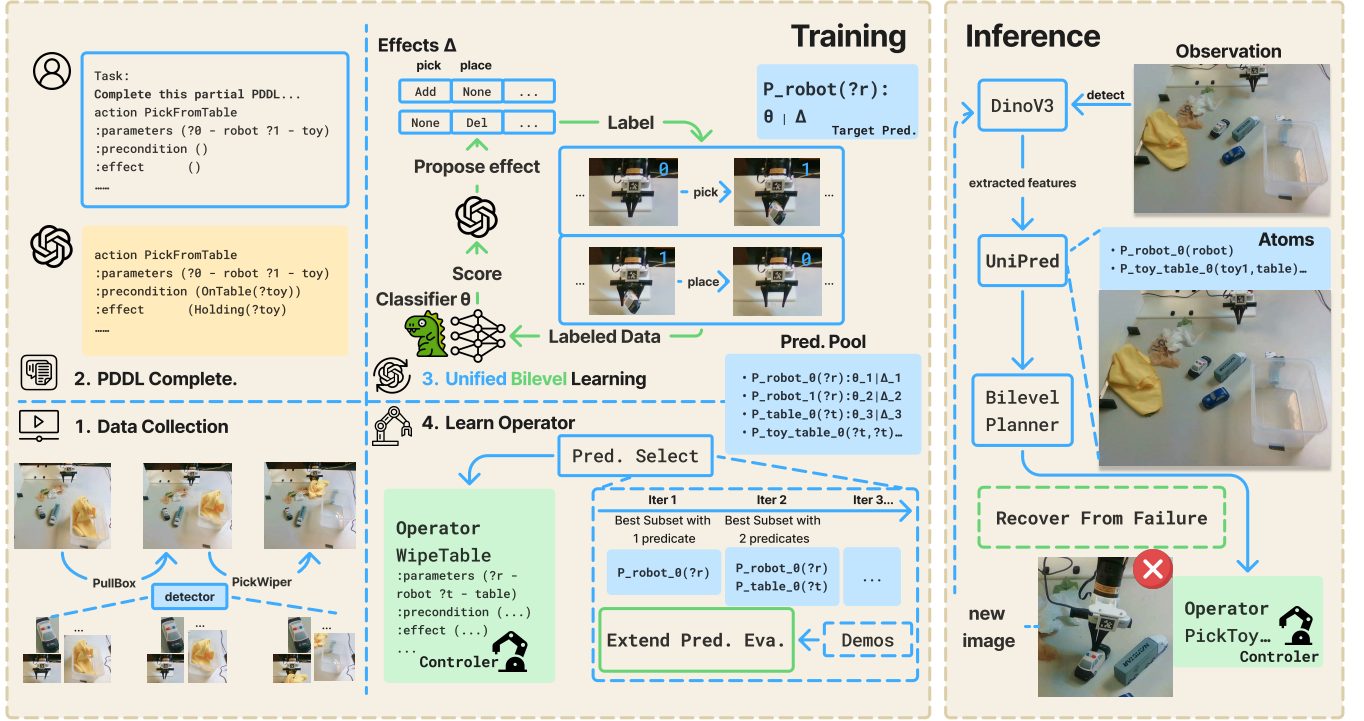 Training
Task:
Complete this partial PDDL...
action PickFromTable
:parameters (?0 - robot ?1 - toy)
:precondition ()
:effect ()
……
action PickFromTable
:parameters (?0 - robot ?1 - toy)
:precondition (OnTable(?toy))
:effect (Holding(?toy)
……
2. PDDL Complete.
1. Data Collection
PullBox
PickWiper
detector
...
...
...
Effects Δ
pick place
Add None ...
None Del ...
Label
Propose effect
Score
Classifier θ
P_robot(?r):
θ | Δ
Target Pred.
... 0 pick 1 ...
... 1 place 0 ...
Labeled Data
3. Unified Bilevel Learning
Pred. Pool
• P_robot_0(?r):θ_1|Δ_1
• P_robot_1(?r):θ_2|Δ_2
• P_table_0(?t):θ_3|Δ_3
• P_toy_table_0(?t,?t)…
4. Learn Operator
Pred. Select
Operator
WipeTable
:parameters (?r -
robot ?t - table)
:precondition (...)
:effect (...)
...
Controler
Iter 1 Iter 2 Iter 3...
Best Subset with
1 predicate
Best Subset with
2 predicates
P_robot_0(?r)
P_robot_0(?r)
P_table_0(?t)
...
Extend Pred. Eva.
Demos
Inference
Observation
DinoV3
detect
extracted features
UniPred
Atoms
• P_robot_0(robot)
• P_toy_table_0(toy1,table)…
Bilevel
Planner
Recover From Failure
new
image
Operator
PickToy…
Controler